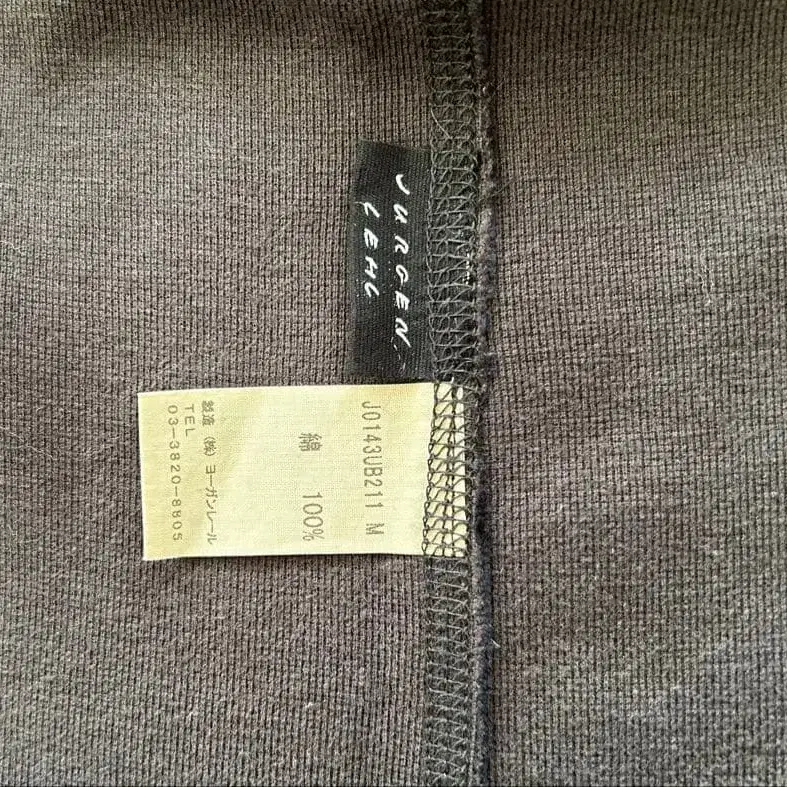 JURGEN
LEHL
J0143UB211 M
綿 100%
製造 (株) ヨーガンレール
TEL
03-3820-8805